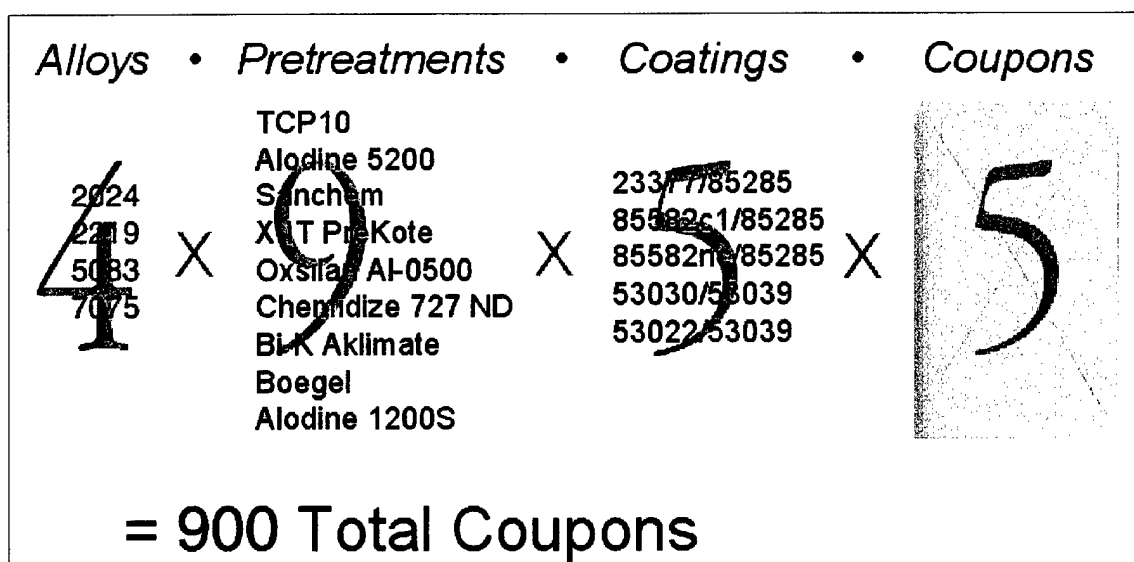 Alloys • Pretreatments • Coatings • Coupons
TCP10
Alodine 5200
Sanchem
XIT PreKote
Oxsilan Al-0500
Chemidize 727 ND
Bi-K Aklimate
Boegel
Alodine 1200S
4
2024
2219
5083
7075
X
9
X
5
23377/85285
85582c1/85285
85582nc/85285
53030/53039
53022/53039
X
5
= 900 Total Coupons